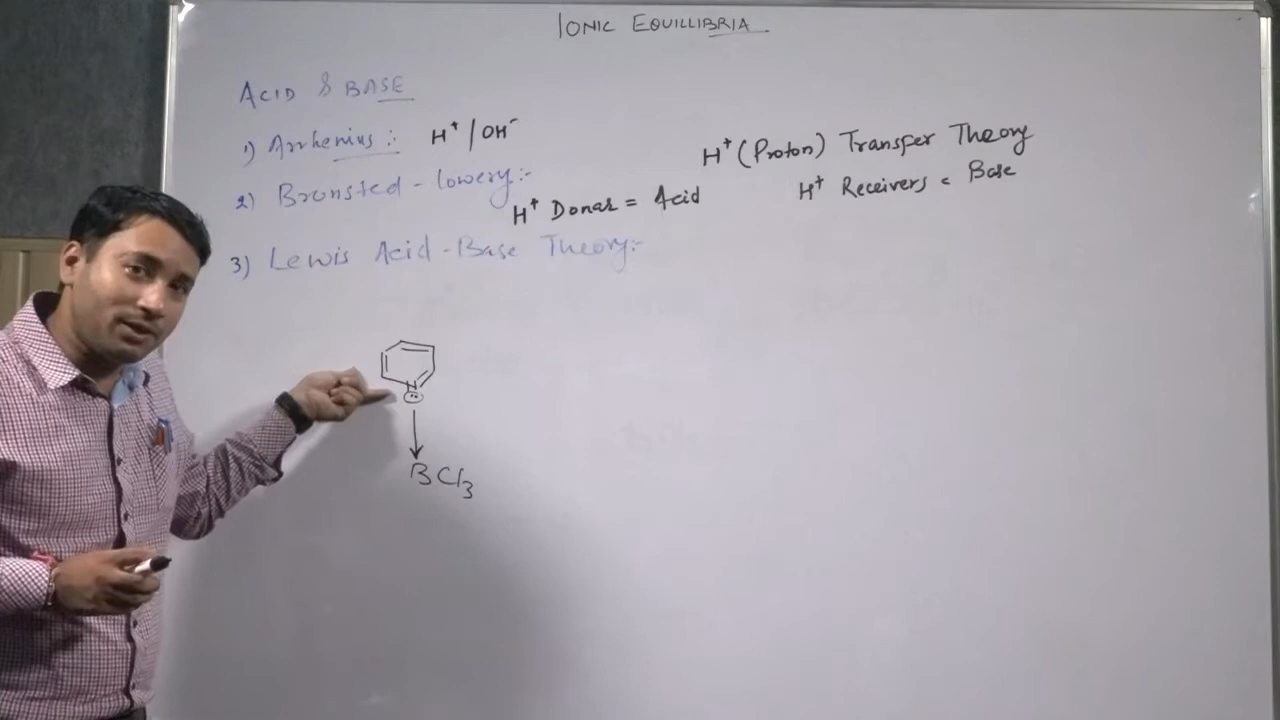 IONIC EQUILLIBRIA
ACID & BASE
1) Arrhenius :- H⁺/OH⁻
H⁺ (Proton) Transfer Theory
2) Bronsted - lowery :-
H⁺ Donar = Acid
H⁺ Receivers = Base
3) Lewis Acid - Base Theory :-
N
BCl₃